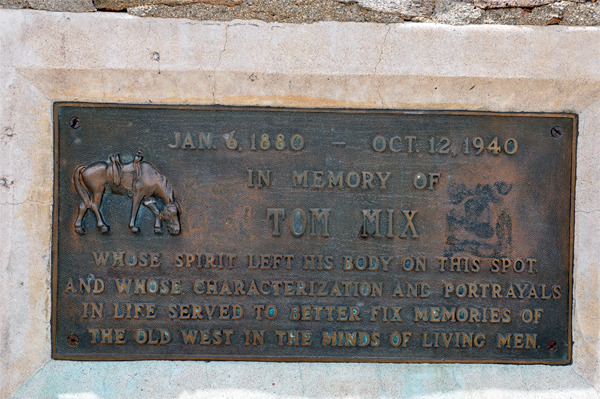 JAN. 6, 1880 – OCT. 12, 1940
IN MEMORY OF
TOM MIX
WHOSE SPIRIT LEFT HIS BODY ON THIS SPOT.
AND WHOSE CHARACTERIZATION AND PORTRAYALS
IN LIFE SERVED TO BETTER FIX MEMORIES OF
THE OLD WEST IN THE MINDS OF LIVING MEN.